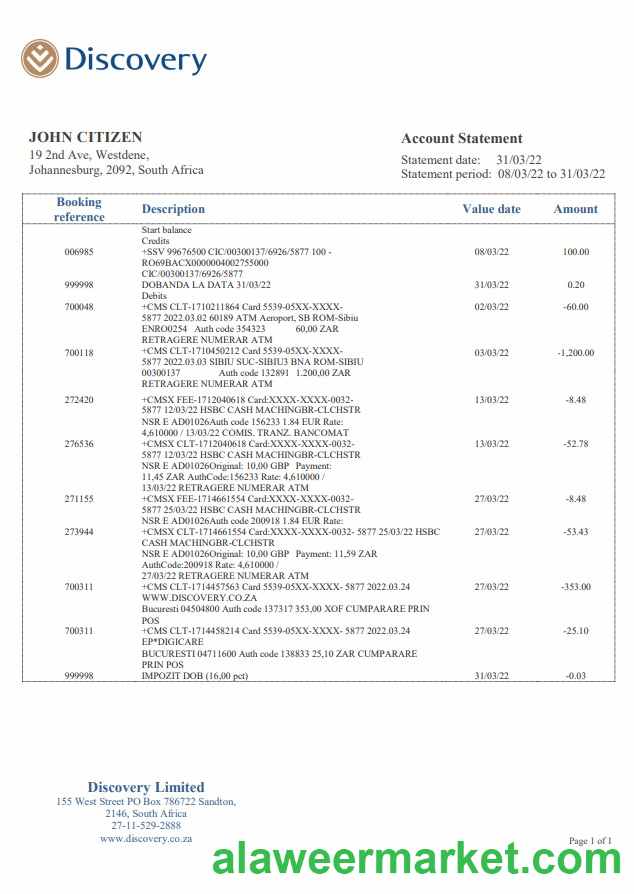 Discovery
JOHN CITIZEN
19 2nd Ave, Westdene,
Johannesburg, 2092, South Africa
Account Statement
Statement date: 31/03/22
Statement period: 08/03/22 to 31/03/22
Booking reference Description Value date Amount
Start balance
Credits
006985 +SSV 99676500 CIC/00300137/6926/5877 100 - 08/03/22 100.00
RO69BACX0000004002755000
CIC/00300137/6926/5877
999998 DOBANDA LA DATA 31/03/22 31/03/22 0.20
Debits
700048 +CMS CLT-1710211864 Card 5539-05XX-XXXX- 02/03/22 -60.00
5877 2022.03.02 60189 ATM Aeroport, SB ROM-Sibiu
ENRO0254 Auth code 354323 60,00 ZAR
RETRAGERE NUMERAR ATM
700118 +CMS CLT-1710450212 Card 5539-05XX-XXXX- 03/03/22 -1,200.00
5877 2022.03.03 SIBIU SUC-SIBIU3 BNA ROM-SIBIU
00300137 Auth code 132891 1.200,00 ZAR
RETRAGERE NUMERAR ATM
272420 +CMSX FEE-1712040618 Card:XXXX-XXXX-0032- 13/03/22 -8.48
5877 12/03/22 HSBC CASH MACHINGBR-CLCHSTR
NSR E AD01026Auth code 156233 1.84 EUR Rate:
4,610000 / 13/03/22 COMIS. TRANZ. BANCOMAT
276536 +CMSX CLT-1712040618 Card:XXXX-XXXX-0032- 13/03/22 -52.78
5877 12/03/22 HSBC CASH MACHINGBR-CLCHSTR
NSR E AD01026Original: 10,00 GBP Payment:
11,45 ZAR AuthCode:156233 Rate: 4,610000 /
13/03/22 RETRAGERE NUMERAR ATM
271155 +CMSX FEE-1714661554 Card:XXXX-XXXX-0032- 27/03/22 -8.48
5877 25/03/22 HSBC CASH MACHINGBR-CLCHSTR
NSR E AD01026Auth code 200918 1.84 EUR Rate:
273944 +CMSX CLT-1714661554 Card:XXXX-XXXX-0032- 5877 25/03/22 HSBC 27/03/22 -53.43
CASH MACHINGBR-CLCHSTR
NSR E AD01026Original: 10,00 GBP Payment: 11,59 ZAR
AuthCode:200918 Rate: 4,610000 /
27/03/22 RETRAGERE NUMERAR ATM
700311 +CMS CLT-1714457563 Card 5539-05XX-XXXX- 5877 2022.03.24 27/03/22 -353.00
WWW.DISCOVERY.CO.ZA
Bucuresti 04504800 Auth code 137317 353,00 XOF CUMPARARE PRIN
POS
700311 +CMS CLT-1714458214 Card 5539-05XX-XXXX- 5877 2022.03.24 27/03/22 -25.10
EP*DIGICARE
BUCURESTI 04711600 Auth code 138833 25,10 ZAR CUMPARARE
PRIN POS
999998 IMPOZIT DOB (16,00 pct) 31/03/22 -0.03
Discovery Limited
155 West Street PO Box 786722 Sandton,
2146, South Africa
27-11-529-2888
www.discovery.co.za
Page 1 of 1
alaweermarket.com